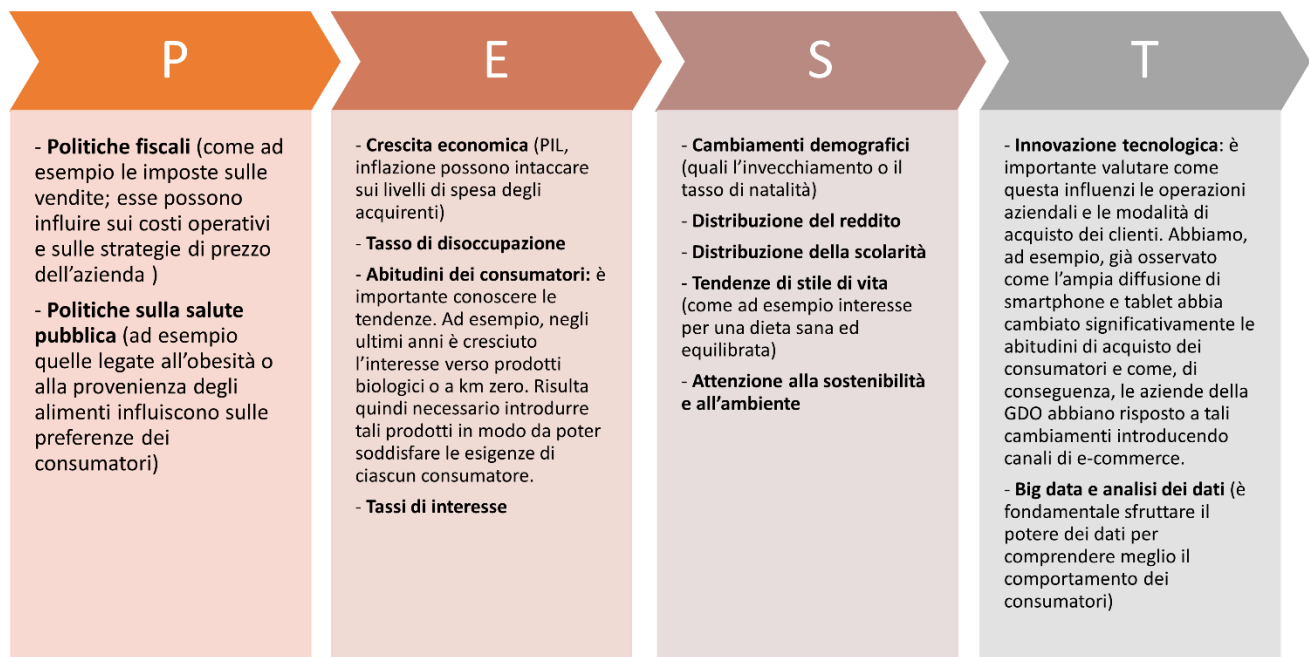 P
- Politiche fiscali (come ad
esempio le imposte sulle
vendite; esse possono
influire sui costi operativi
e sulle strategie di prezzo
dell’azienda )
- Politiche sulla salute
pubblica (ad esempio
quelle legate all’obesità o
alla provenienza degli
alimenti influiscono sulle
preferenze dei
consumatori)
E
- Crescita economica (PIL,
inflazione possono intaccare
sui livelli di spesa degli
acquirenti)
- Tasso di disoccupazione
- Abitudini dei consumatori: è
importante conoscere le
tendenze. Ad esempio, negli
ultimi anni è cresciuto
l’interesse verso prodotti
biologici o a km zero. Risulta
quindi necessario introdurre
tali prodotti in modo da poter
soddisfare le esigenze di
ciascun consumatore.
- Tassi di interesse
S
- Cambiamenti demografici
(quali l’invecchiamento o il
tasso di natalità)
- Distribuzione del reddito
- Distribuzione della scolarità
- Tendenze di stile di vita
(come ad esempio interesse
per una dieta sana ed
equilibrata)
- Attenzione alla sostenibilità
e all’ambiente
T
- Innovazione tecnologica: è
importante valutare come
questa influenzi le operazioni
aziendali e le modalità di
acquisto dei clienti. Abbiamo,
ad esempio, già osservato
come l’ampia diffusione di
smartphone e tablet abbia
cambiato significativamente le
abitudini di acquisto dei
consumatori e come, di
conseguenza, le aziende della
GDO abbiano risposto a tali
cambiamenti introducendo
canali di e-commerce.
- Big data e analisi dei dati (è
fondamentale sfruttare il
potere dei dati per
comprendere meglio il
comportamento dei
consumatori)